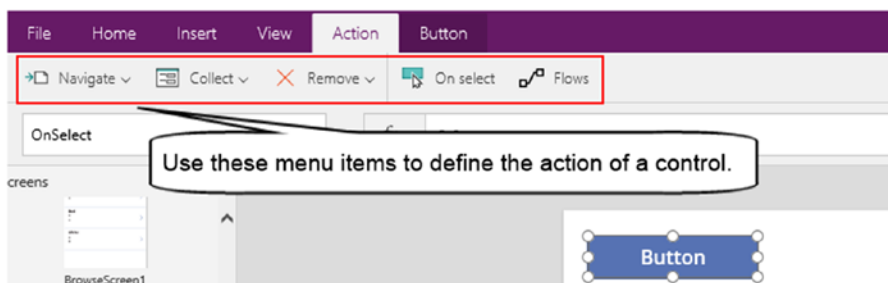 File Home Insert View Action Button
Navigate Collect Remove On select Flows
OnSelect
Use these menu items to define the action of a control.
creens
Button
BrowseScreen1